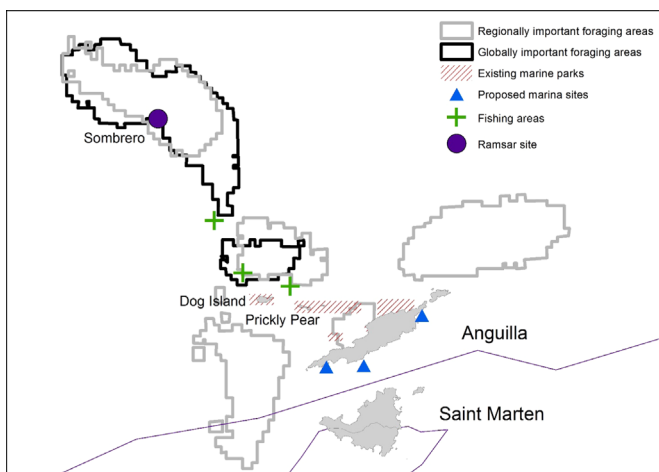 Regionally important foraging areas
Globally important foraging areas
Existing marine parks
Proposed marina sites
Fishing areas
Ramsar site
Sombrero
Dog Island
Prickly Pear
Anguilla
Saint Marten